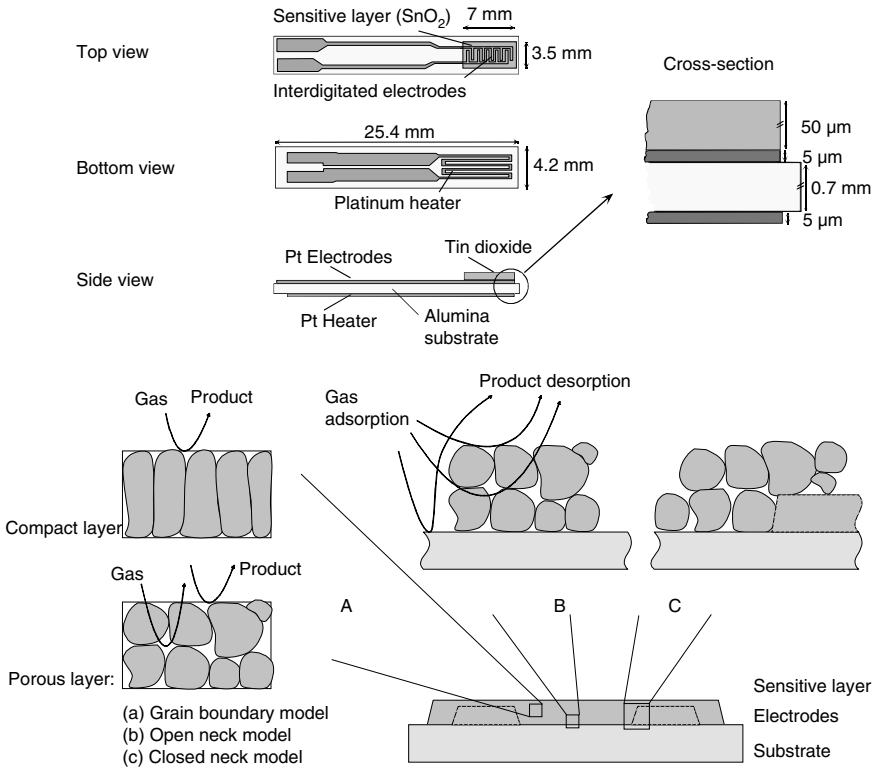 Sensitive layer (SnO2)
7 mm
Top view
3.5 mm
Interdigitated electrodes
Cross-section
25.4 mm
50 µm
Bottom view
4.2 mm
5 µm
0.7 mm
Platinum heater
5 µm
Tin dioxide
Pt Electrodes
Side view
Pt Heater
Alumina
substrate
Gas
Product
Gas
adsorption
Product desorption
Compact layer
Gas
Product
A
B
C
Porous layer:
Sensitive layer
(a) Grain boundary model
Electrodes
(b) Open neck model
(c) Closed neck model
Substrate